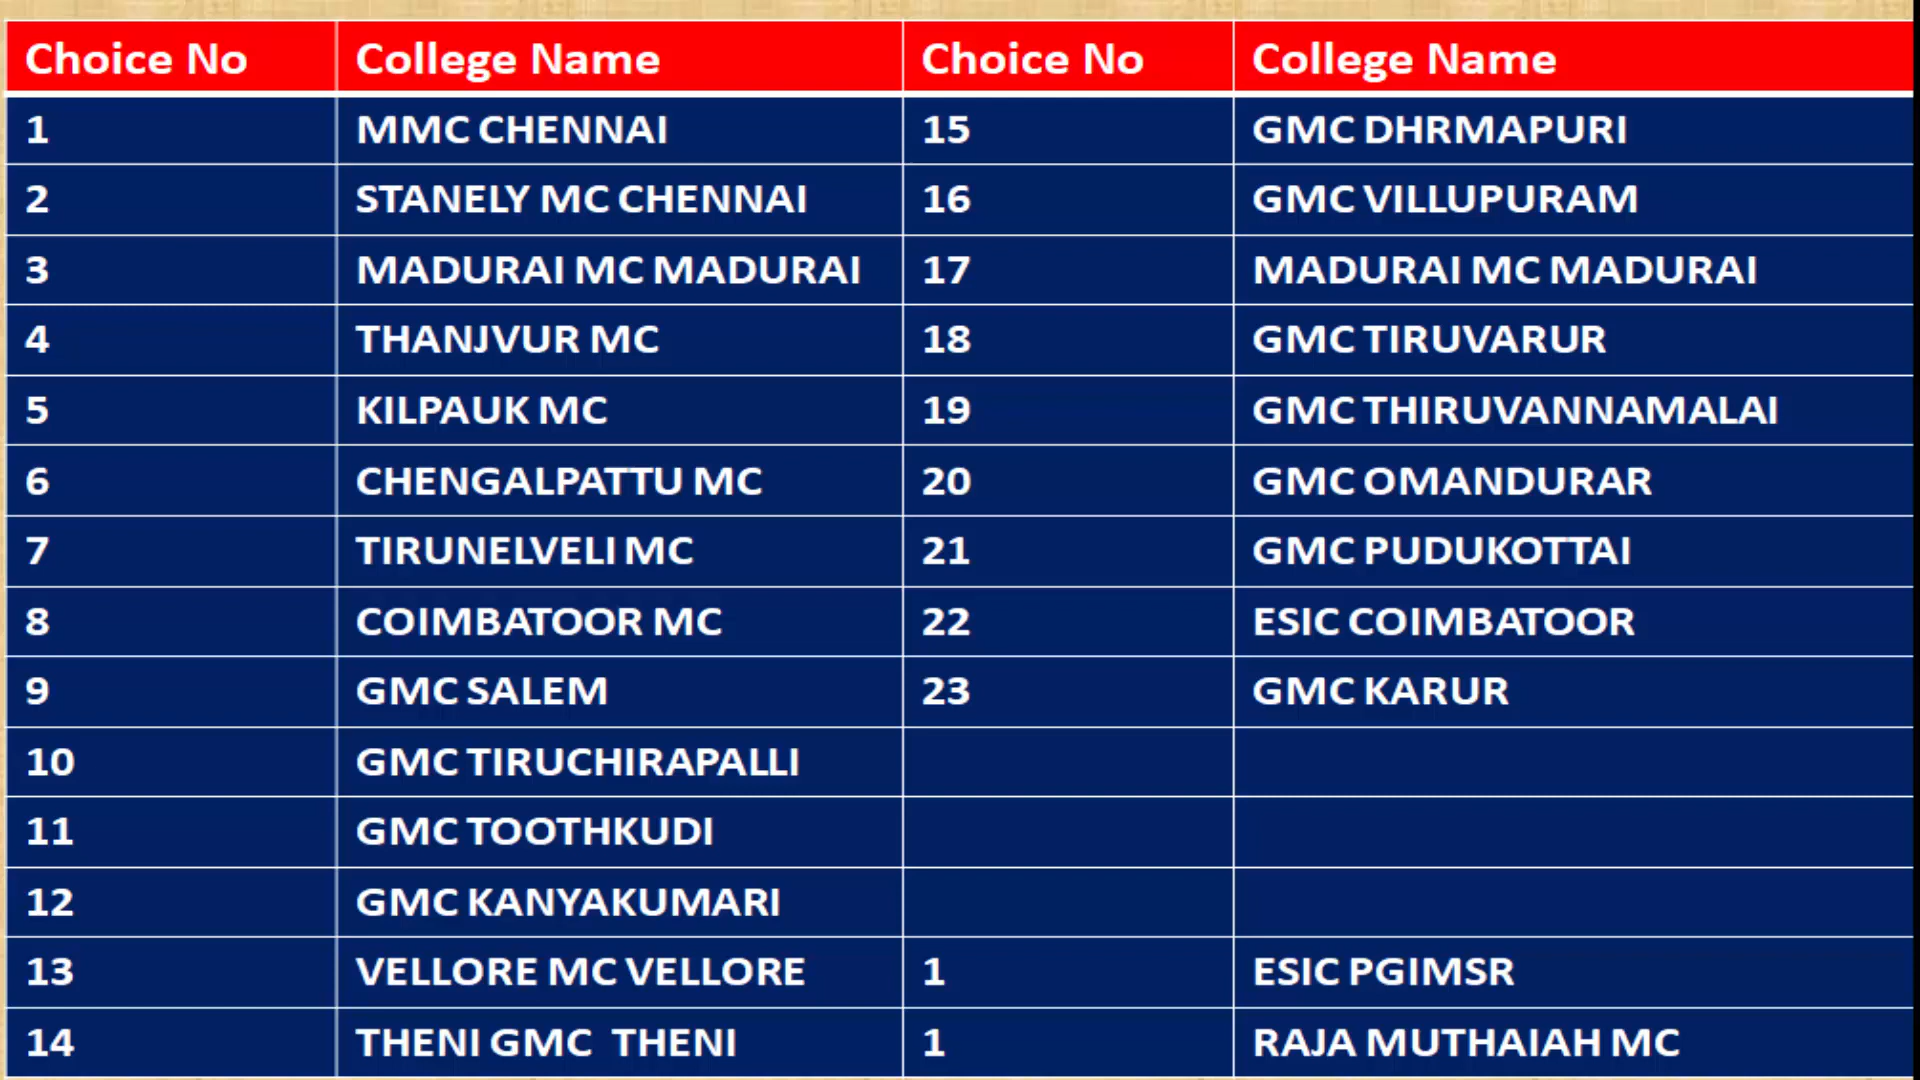 Choice No College Name Choice No College Name
1 MMC CHENNAI 15 GMC DHRMAPURI
2 STANELY MC CHENNAI 16 GMC VILLUPURAM
3 MADURAI MC MADURAI 17 MADURAI MC MADURAI
4 THANJVUR MC 18 GMC TIRUVARUR
5 KILPAUK MC 19 GMC THIRUVANNAMALAI
6 CHENGALPATTU MC 20 GMC OMANDURAR
7 TIRUNELVELI MC 21 GMC PUDUKOTTAI
8 COIMBATOOR MC 22 ESIC COIMBATOOR
9 GMC SALEM 23 GMC KARUR
10 GMC TIRUCHIRAPALLI
11 GMC TOOTHKUDI
12 GMC KANYAKUMARI
13 VELLORE MC VELLORE 1 ESIC PGIMSR
14 THENI GMC THENI 1 RAJA MUTHAIAH MC